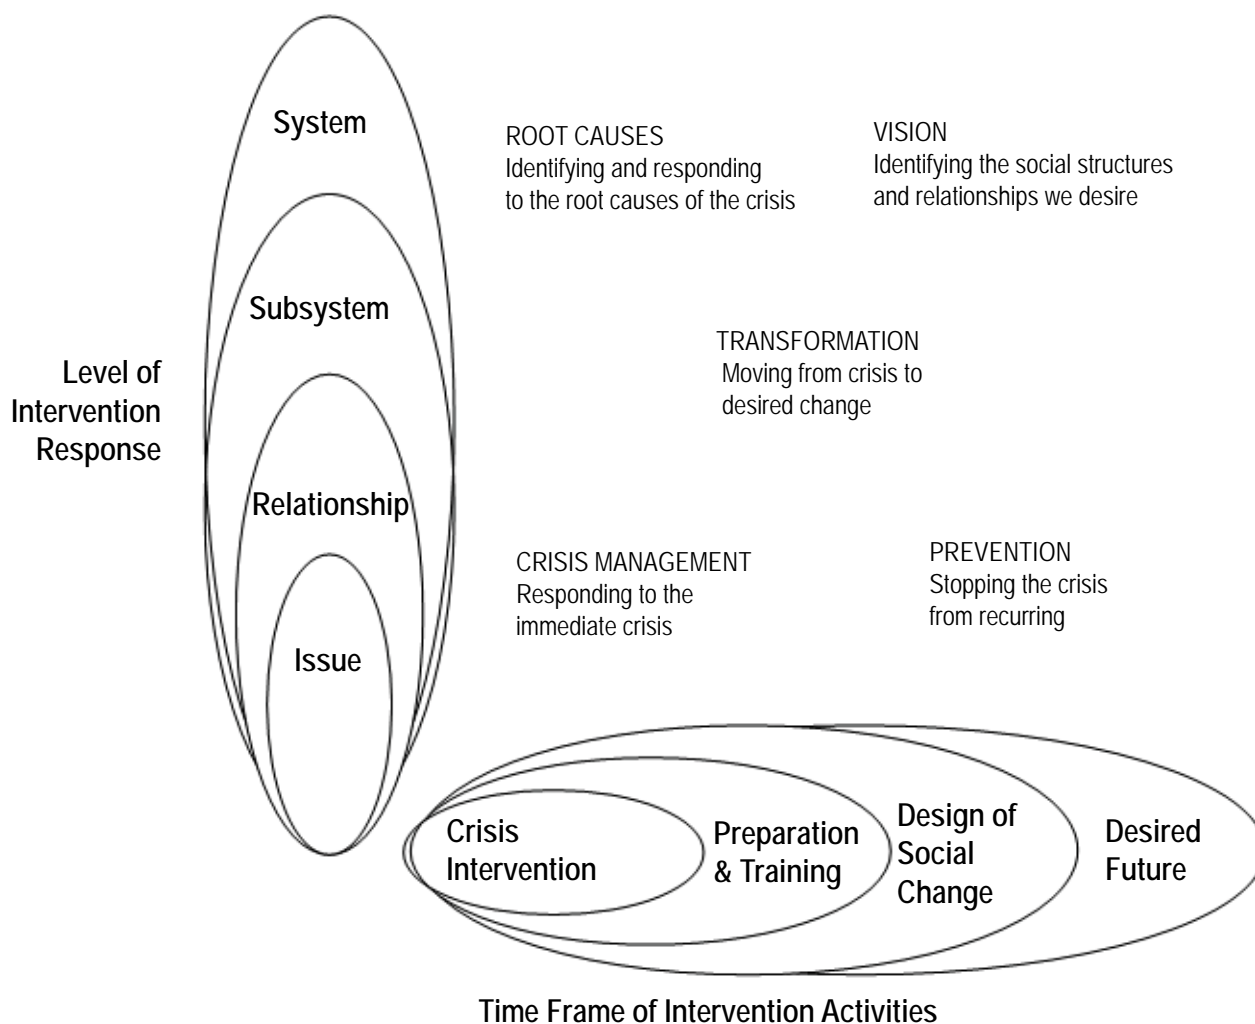 System
ROOT CAUSES
Identifying and responding
to the root causes of the crisis
VISION
Identifying the social structures
and relationships we desire
Subsystem
TRANSFORMATION
Moving from crisis to
desired change
Level of
Intervention
Response
Relationship
CRISIS MANAGEMENT
Responding to the
immediate crisis
PREVENTION
Stopping the crisis
from recurring
Issue
Crisis
Intervention
Preparation
& Training
Design of
Social
Change
Desired
Future
Time Frame of Intervention Activities